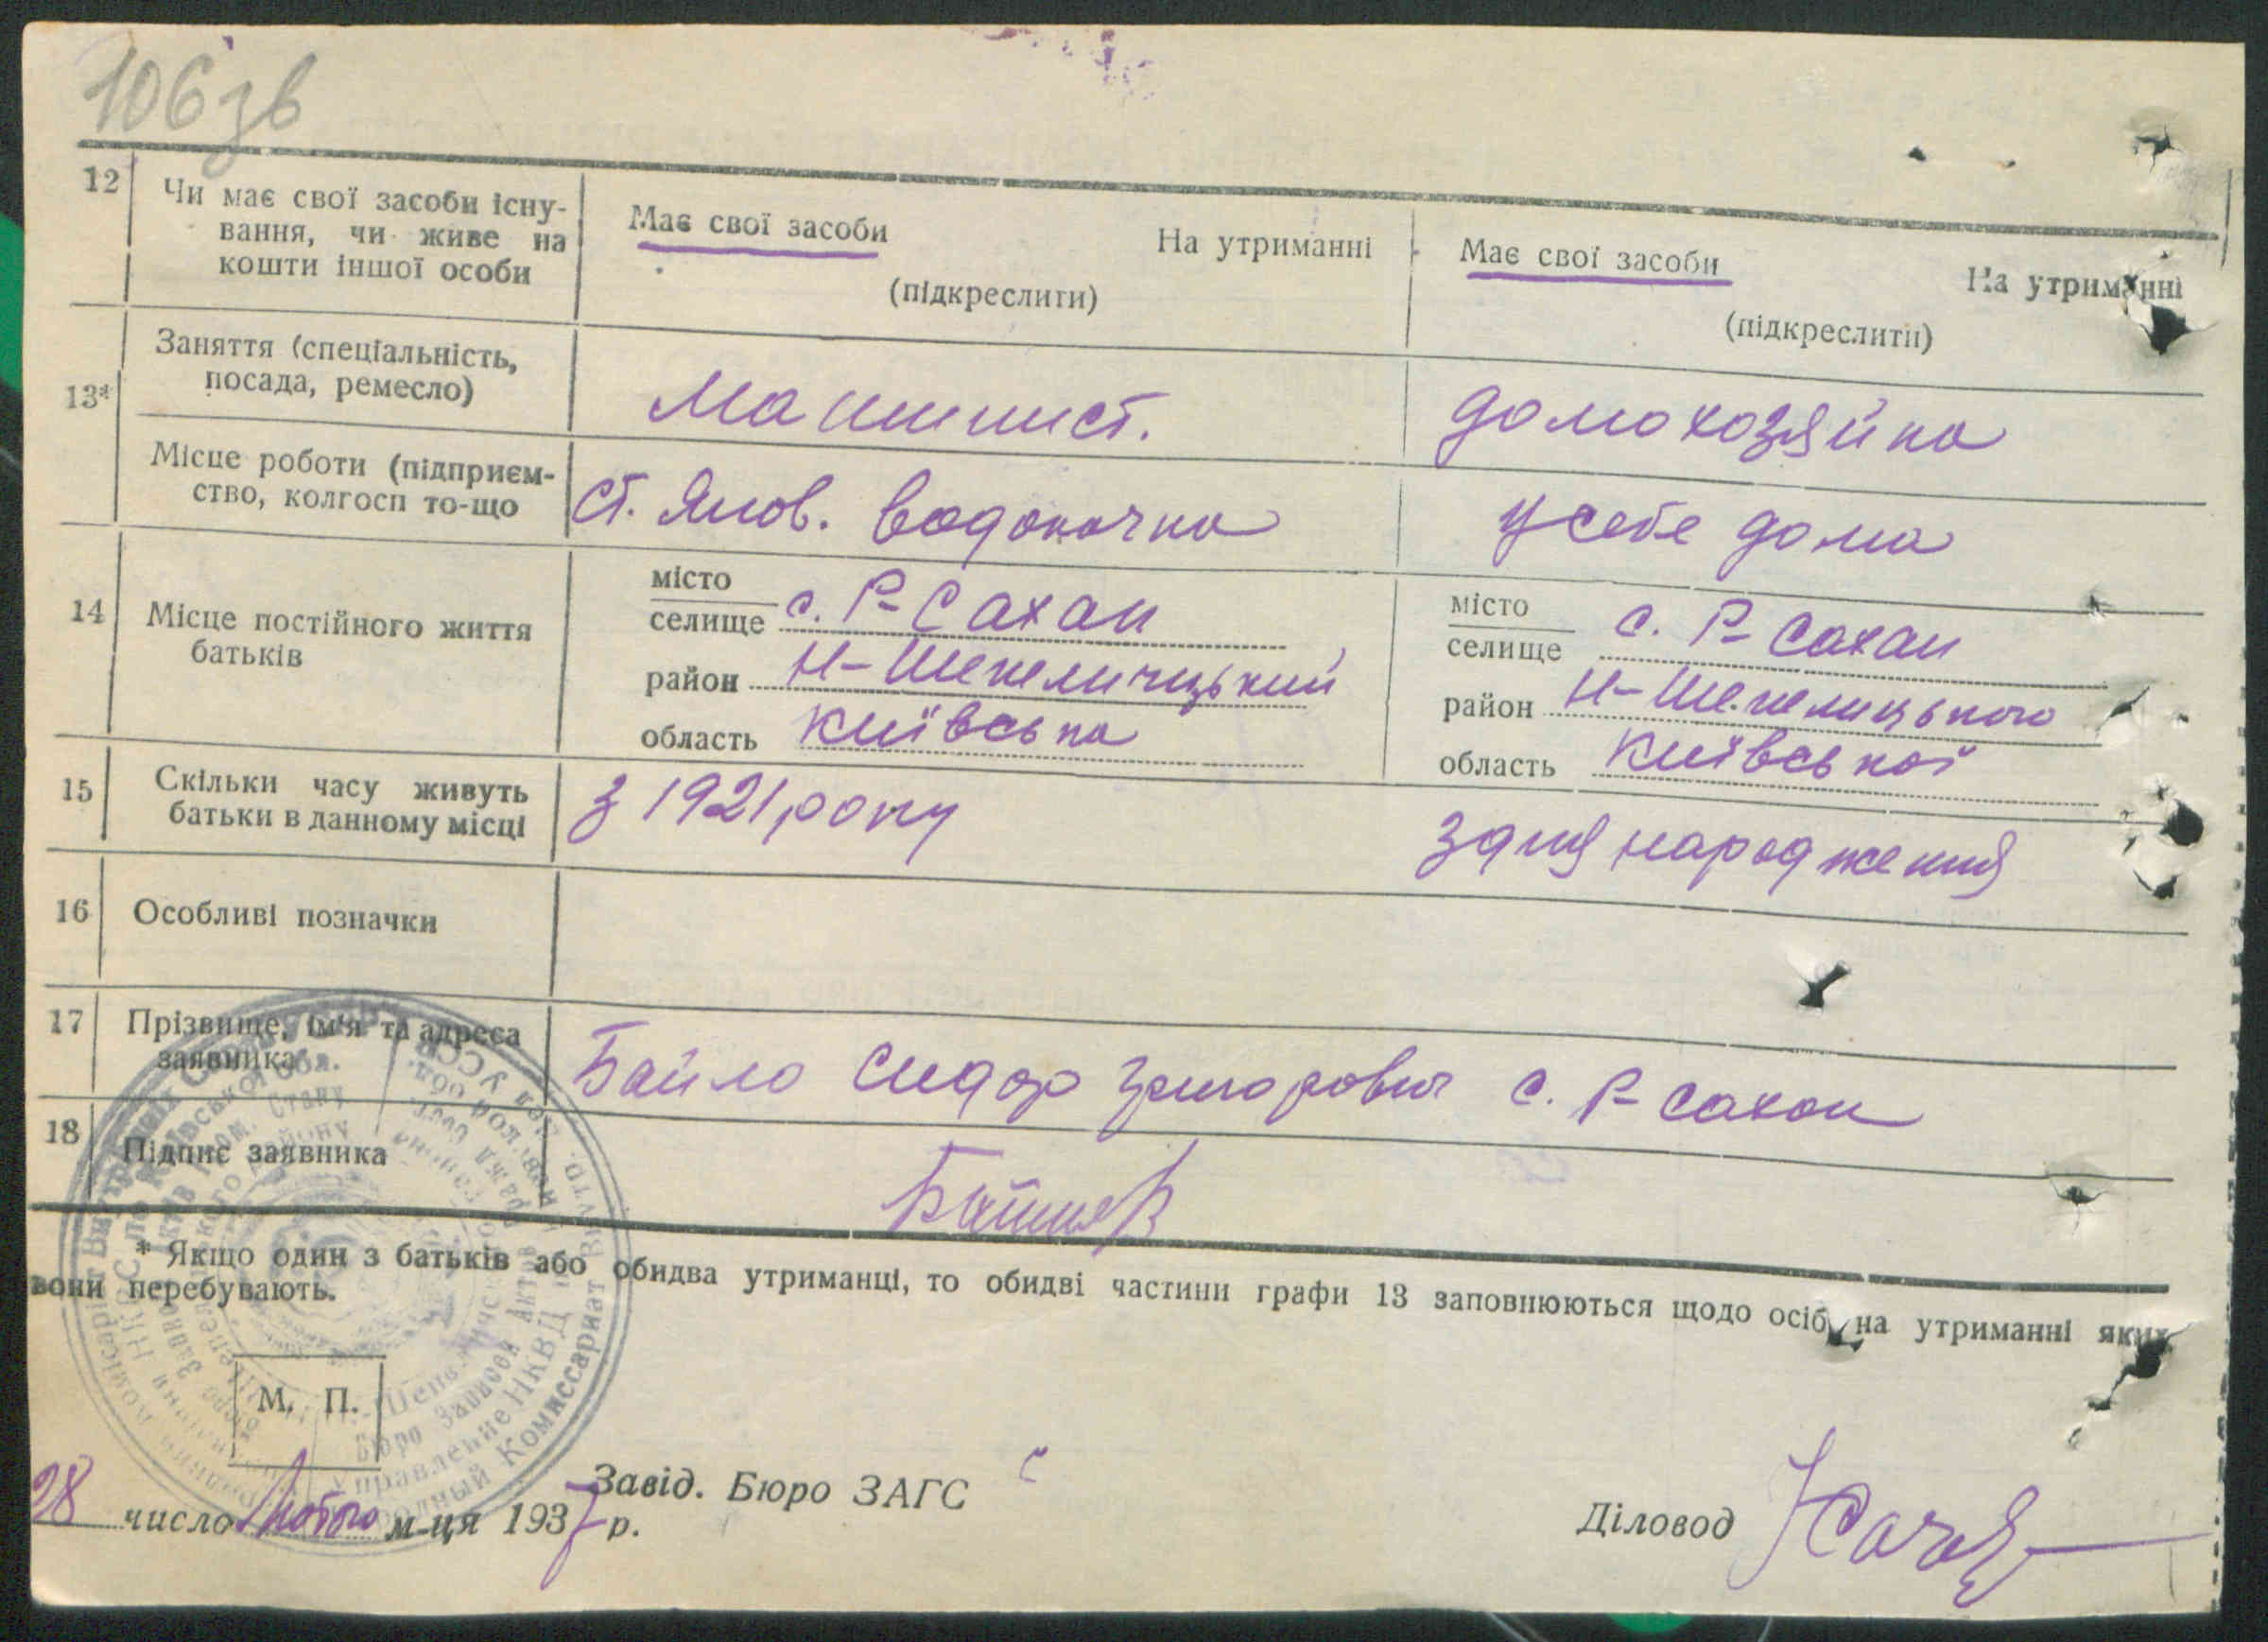 106зв
12 Чи має свої засоби існу-
вання, чи живе на
кошти іншої особи
Має свої засоби На утриманні
(підкреслити)
Має свої засоби На утриманні
(підкреслити)
13* Заняття (спеціальність,
посада, ремесло)
Машинист.
домохозяйка
Місце роботи (підприєм-
ство, колгосп то-що
ст. Янов. водокачка
у себе дома
14 Місце постійного життя
батьків
місто
селище с. Р-Сахан
район Н-Шепеличицький
область Київська
місто
селище с. Р-Сахан
район Н-Шепелицького
область Київської
15 Скільки часу живуть
батьки в данному місці
з 1921 року
з дня народження
16 Особливі позначки
17 Прізвище, ім'я та адреса
заявника
Байло Сидор Григорович с. Р-Сахан
18 Підпис заявника
* Якщо один з батьків або обидва утриманці, то обидві частини графи 13 заповнюються щодо осіб, на утриманні яких
вони перебувають.
М. П.
Завід. Бюро ЗАГС
28 число Лютого м-ця 1937 р.
Діловод